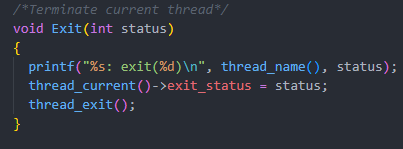 /*Terminate current thread*/
void Exit(int status)
{
  printf("%s: exit(%d)\n", thread_name(), status);
  thread_current()->exit_status = status;
  thread_exit();
}